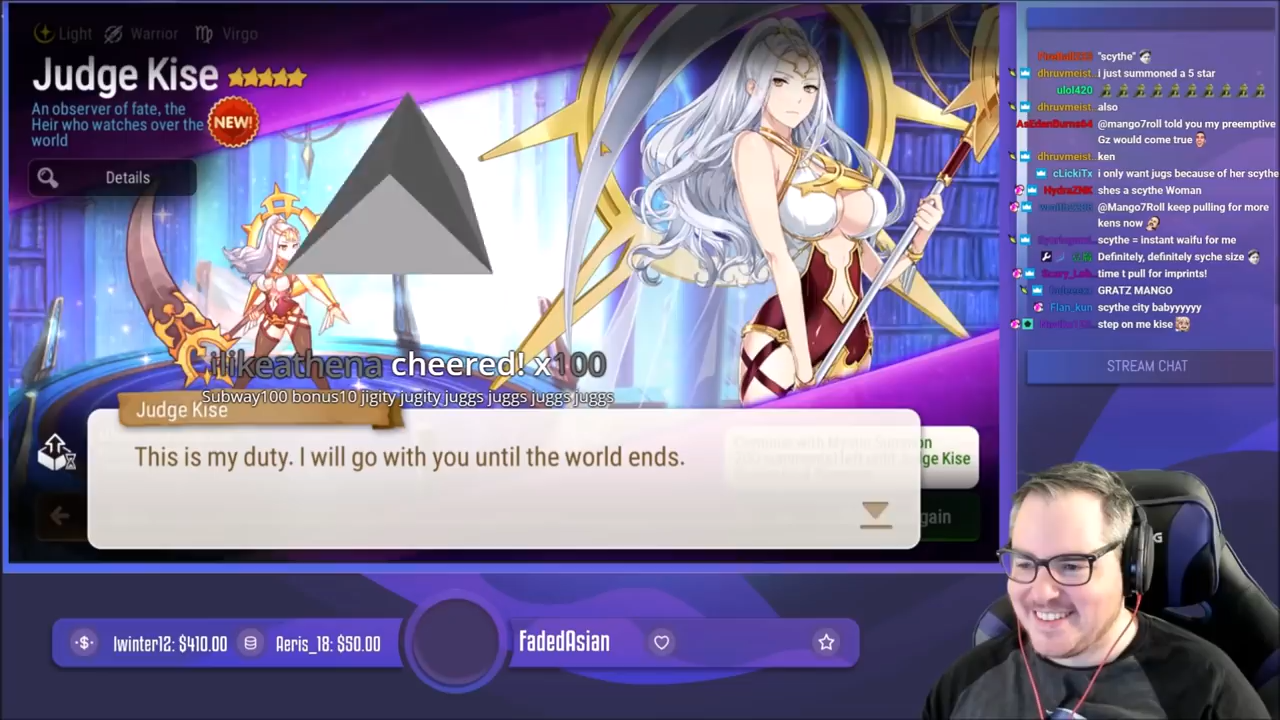 Light Warrior Virgo
Judge Kise
An observer of fate, the
Heir who watches over the
world
NEW!
Details
ilikeathena cheered! x100
Subway100 bonus10 jigity jugity juggs juggs juggs juggs
Judge Kise
This is my duty. I will go with you until the world ends.
dge Kise
gain
"scythe"
dhruvmeist.. i just summoned a 5 star
ulol420
dhruvmeist.. also
@mango7roll told you my preemptive
Gz would come true
dhruvmeist.. ken
cLickiTx i only want jugs because of her scythe
HydraZNK shes a scythe Woman
@Mango7Roll keep pulling for more
kens now
scythe = instant waifu for me
Definitely, definitely syche size
time t pull for imprints!
GRATZ MANGO
Flan_kun scythe city babyyyyyy
step on me kise
STREAM CHAT
lwinter12: $410.00
Aeris_18: $50.00
FadedAsian